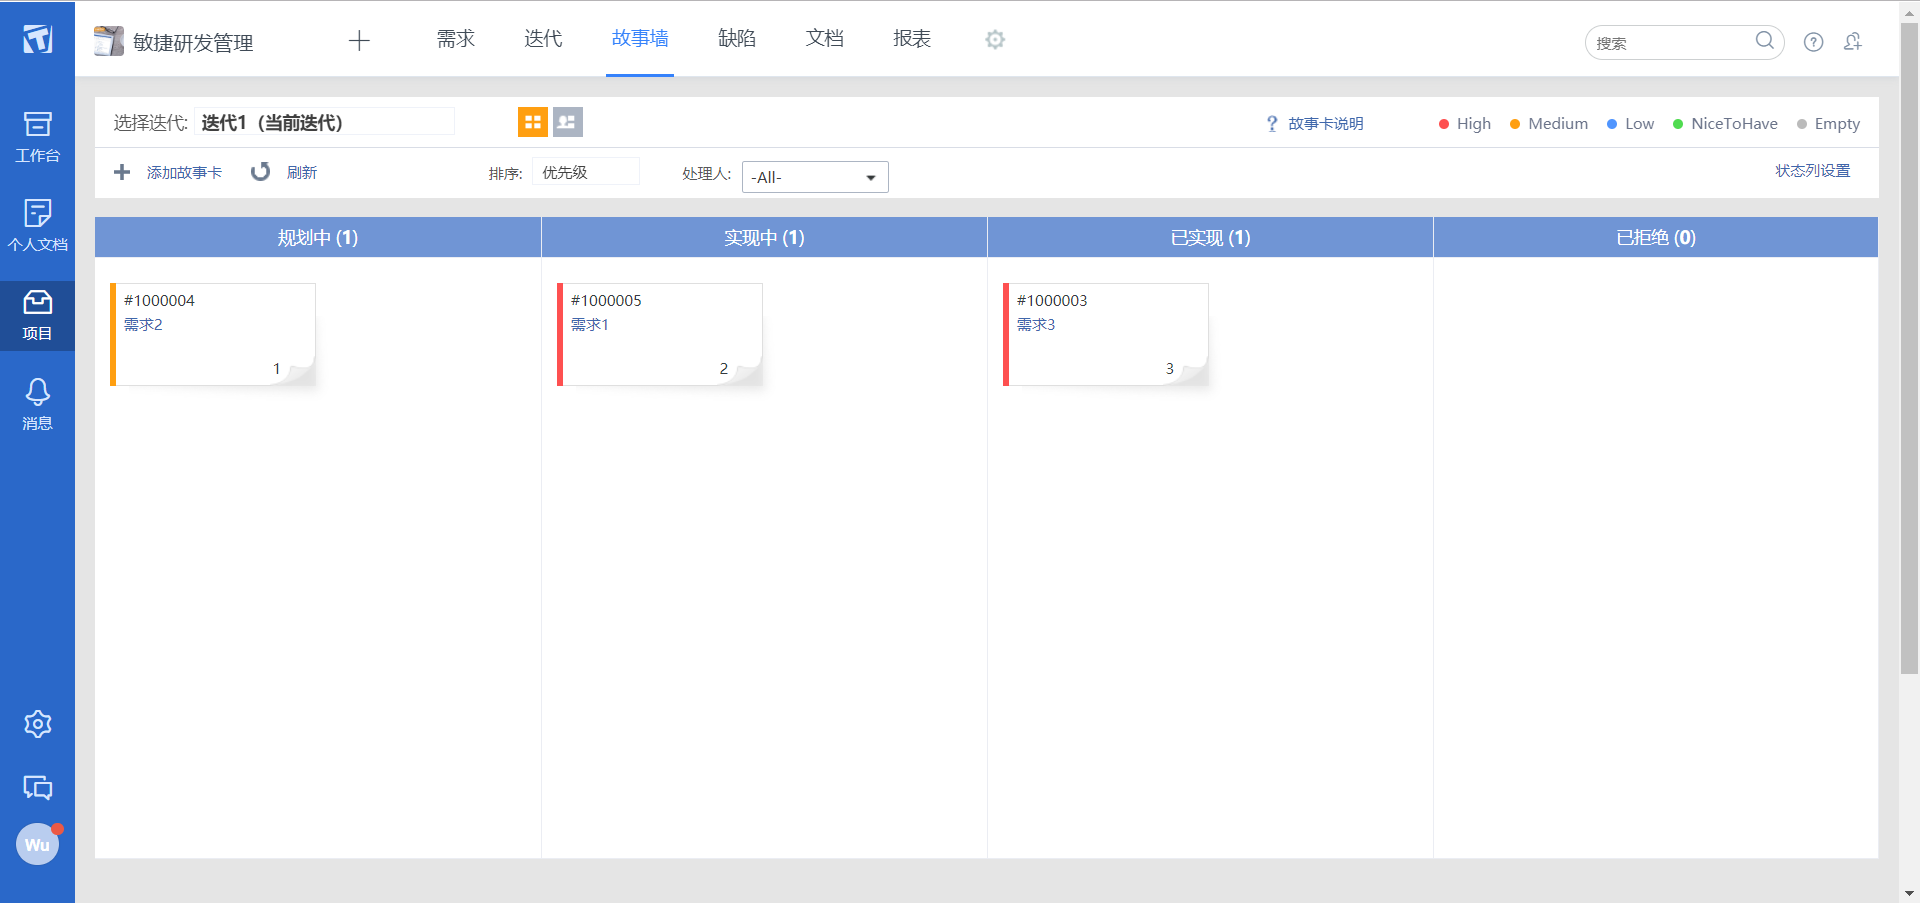 敏捷研发管理
需求 迭代 故事墙 缺陷 文档 报表
搜索
工作台
个人文档
项目
消息
Wu
选择迭代: 迭代1（当前迭代）
? 故事卡说明
High Medium Low NiceToHave Empty
添加故事卡 刷新
排序: 优先级
处理人: -All-
状态列设置
规划中 (1) 实现中 (1) 已实现 (1) 已拒绝 (0)
#1000004
需求2
1
#1000005
需求1
2
#1000003
需求3
3